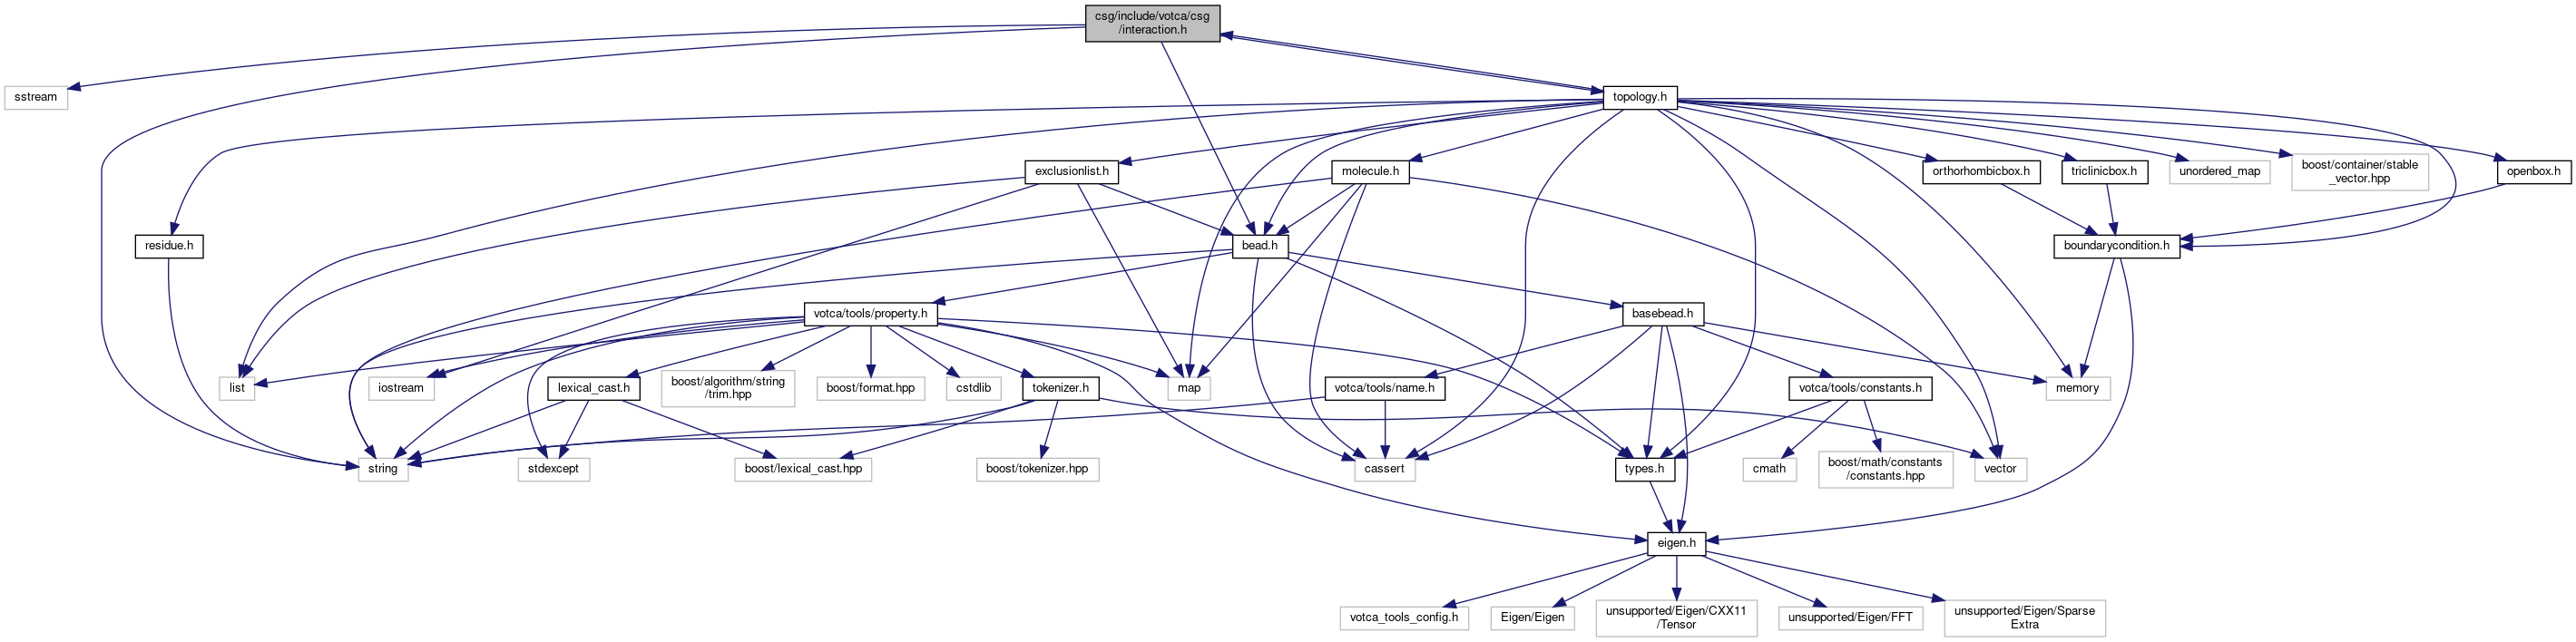 csg/include/votca/csg
/interaction.h
sstream
topology.h
exclusionlist.h
molecule.h
orthorhombicbox.h
triclinicbox.h
unordered_map
boost/container/stable
_vector.hpp
openbox.h
residue.h
bead.h
boundarycondition.h
votca/tools/property.h
basebead.h
list
iostream
lexical_cast.h
boost/algorithm/string
/trim.hpp
boost/format.hpp
cstdlib
tokenizer.h
map
votca/tools/name.h
votca/tools/constants.h
memory
string
stdexcept
boost/lexical_cast.hpp
boost/tokenizer.hpp
cassert
types.h
cmath
boost/math/constants
/constants.hpp
vector
eigen.h
votca_tools_config.h
Eigen/Eigen
unsupported/Eigen/CXX11
/Tensor
unsupported/Eigen/FFT
unsupported/Eigen/Sparse
Extra